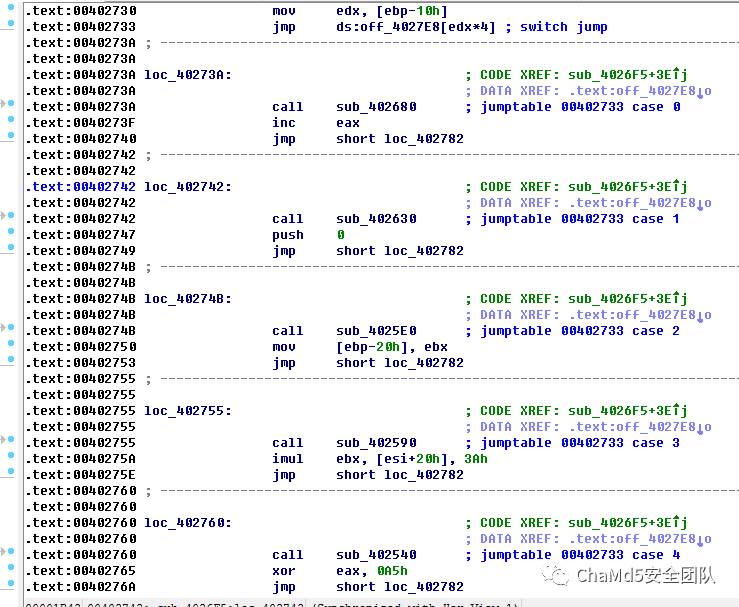 .text:00402730 mov edx, [ebp-10h]
.text:00402733 jmp ds:off_4027E8[edx*4] ; switch jump
.text:0040273A ; ---------------------------------------------------------------------------
.text:0040273A
.text:0040273A loc_40273A: ; CODE XREF: sub_4026F5+3E↑j
.text:0040273A ; DATA XREF: .text:off_4027E8↓o
.text:0040273A call sub_402680 ; jumptable 00402733 case 0
.text:0040273F inc eax
.text:00402740 jmp short loc_402782
.text:00402742 ; ---------------------------------------------------------------------------
.text:00402742
.text:00402742 loc_402742: ; CODE XREF: sub_4026F5+3E↑j
.text:00402742 ; DATA XREF: .text:off_4027E8↓o
.text:00402742 call sub_402630 ; jumptable 00402733 case 1
.text:00402747 push 0
.text:00402749 jmp short loc_402782
.text:0040274B ; ---------------------------------------------------------------------------
.text:0040274B
.text:0040274B loc_40274B: ; CODE XREF: sub_4026F5+3E↑j
.text:0040274B ; DATA XREF: .text:off_4027E8↓o
.text:0040274B call sub_4025E0 ; jumptable 00402733 case 2
.text:00402750 mov [ebp-20h], ebx
.text:00402753 jmp short loc_402782
.text:00402755 ; ---------------------------------------------------------------------------
.text:00402755
.text:00402755 loc_402755: ; CODE XREF: sub_4026F5+3E↑j
.text:00402755 ; DATA XREF: .text:off_4027E8↓o
.text:00402755 call sub_402590 ; jumptable 00402733 case 3
.text:0040275A imul ebx, [esi+20h], 3Ah
.text:0040275E jmp short loc_402782
.text:00402760 ; ---------------------------------------------------------------------------
.text:00402760
.text:00402760 loc_402760: ; CODE XREF: sub_4026F5+3E↑j
.text:00402760 ; DATA XREF: .text:off_4027E8↓o
.text:00402760 call sub_402540 ; jumptable 00402733 case 4
.text:00402765 xor eax, 0A5h
.text:0040276A jmp short loc_402782
ChaMd5安全团队